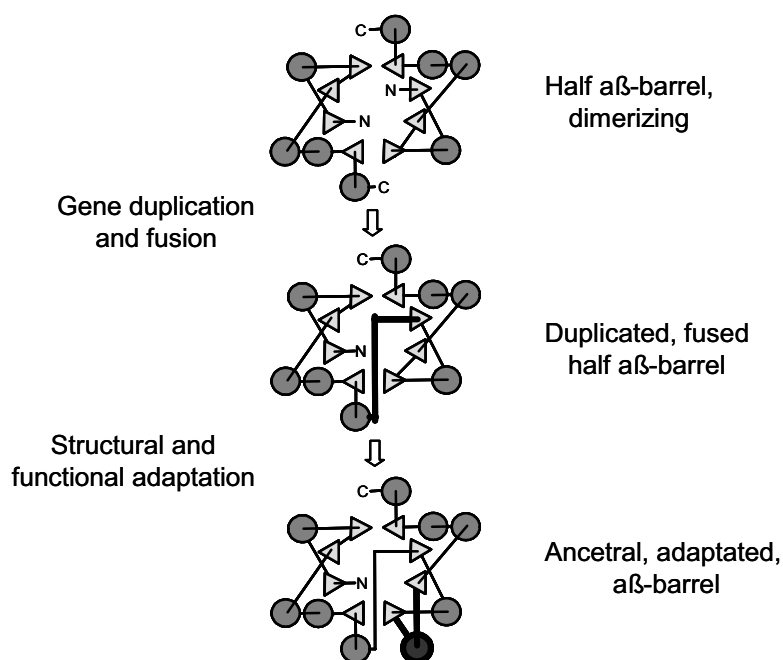 C
N
N
C
Half aß-barrel,
dimerizing
Gene duplication
and fusion
C
N
Duplicated, fused
half aß-barrel
Structural and
functional adaptation
C
N
Ancetral, adaptated,
aß-barrel